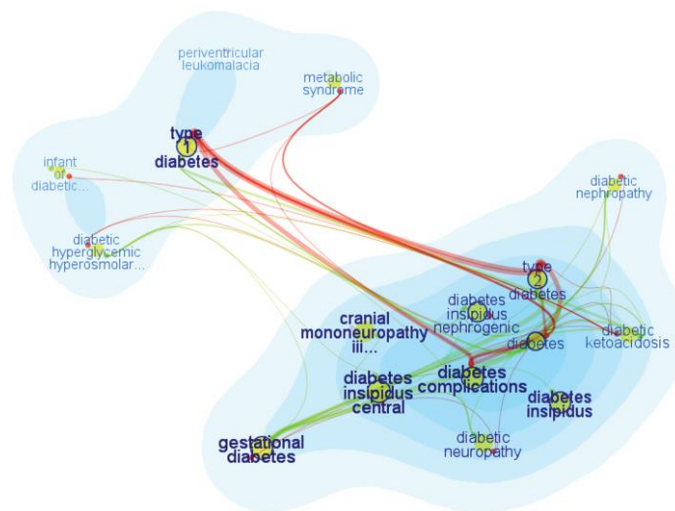 periventricular
leukomalacia
metabolic
syndrome
type
1
diabetes
infant
of
diabetic...
diabetic
hyperglycemic
hyperosmolar...
diabetic
nephropathy
type
2
diabetes
diabetes
insipidus
nephrogenic
cranial
mononeuropathy
iii...
diabetes
diabetic
ketoacidosis
diabetes
complications
diabetes
insipidus
central
diabetes
insipidus
gestational
diabetes
diabetic
neuropathy